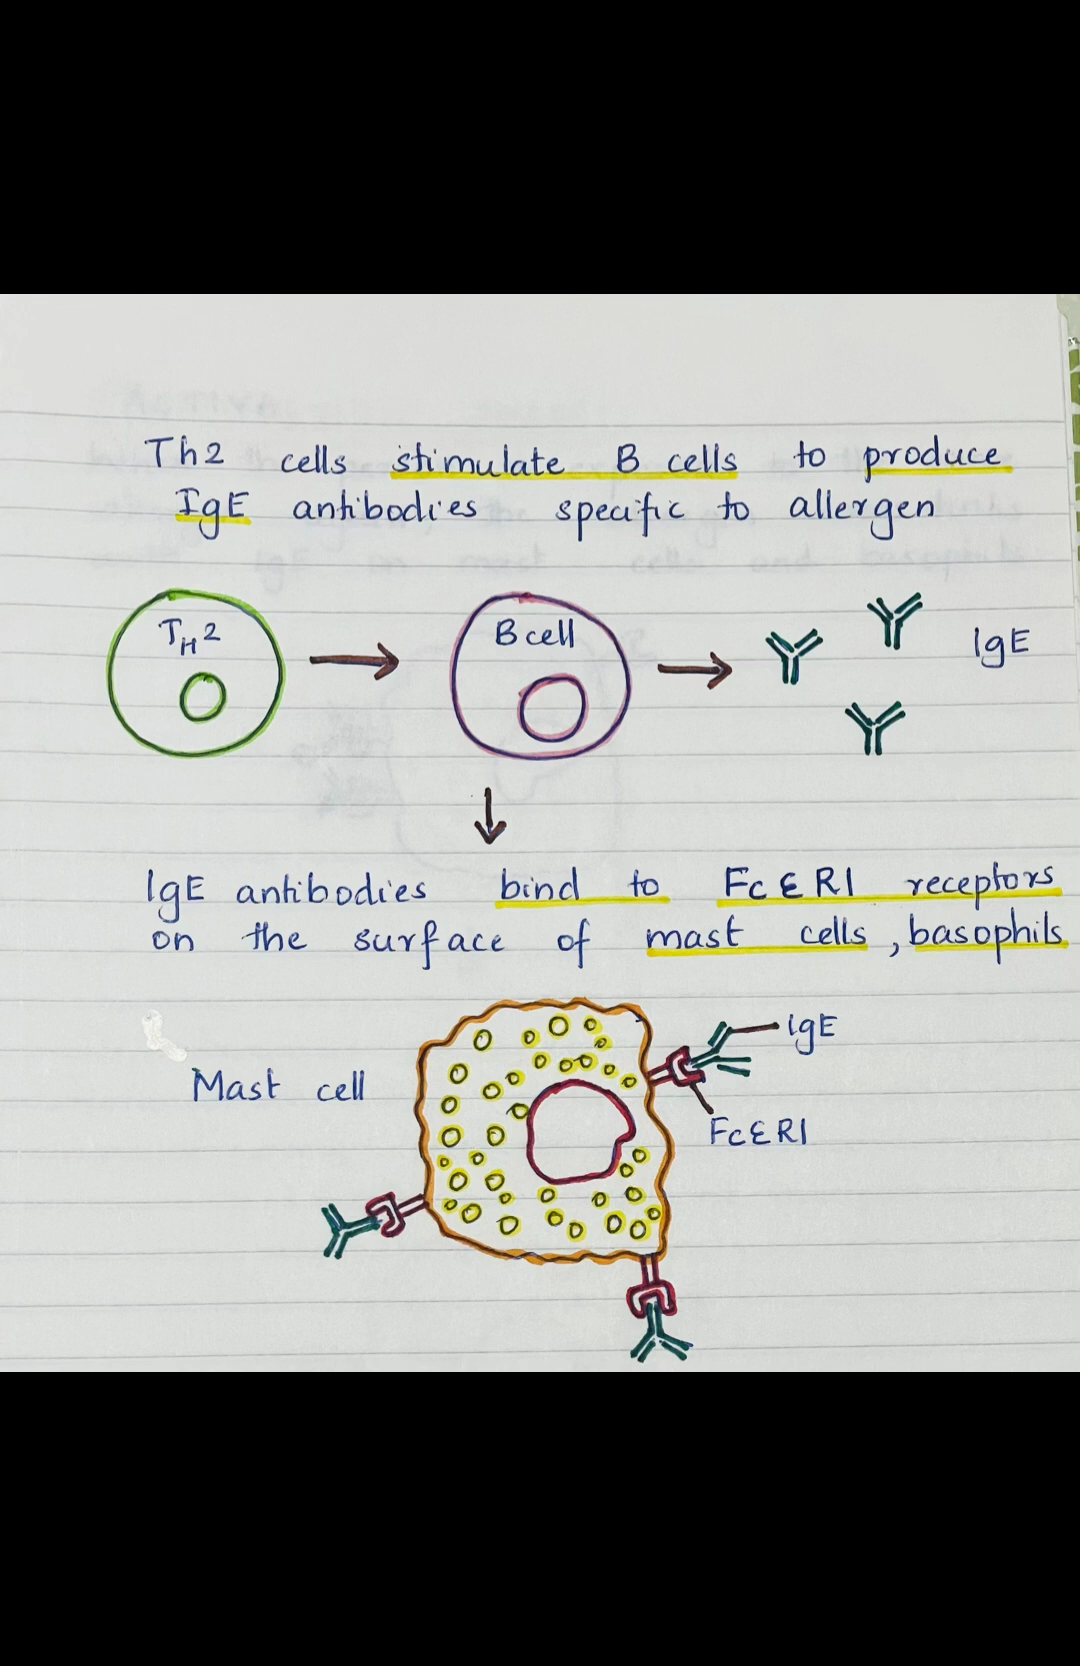 Th2 cells stimulate B cells to produce
IgE antibodies specific to allergen
TH2
B cell
IgE
IgE antibodies bind to FcεRI receptors
on the surface of mast cells, basophils
IgE
Mast cell
FcεRI